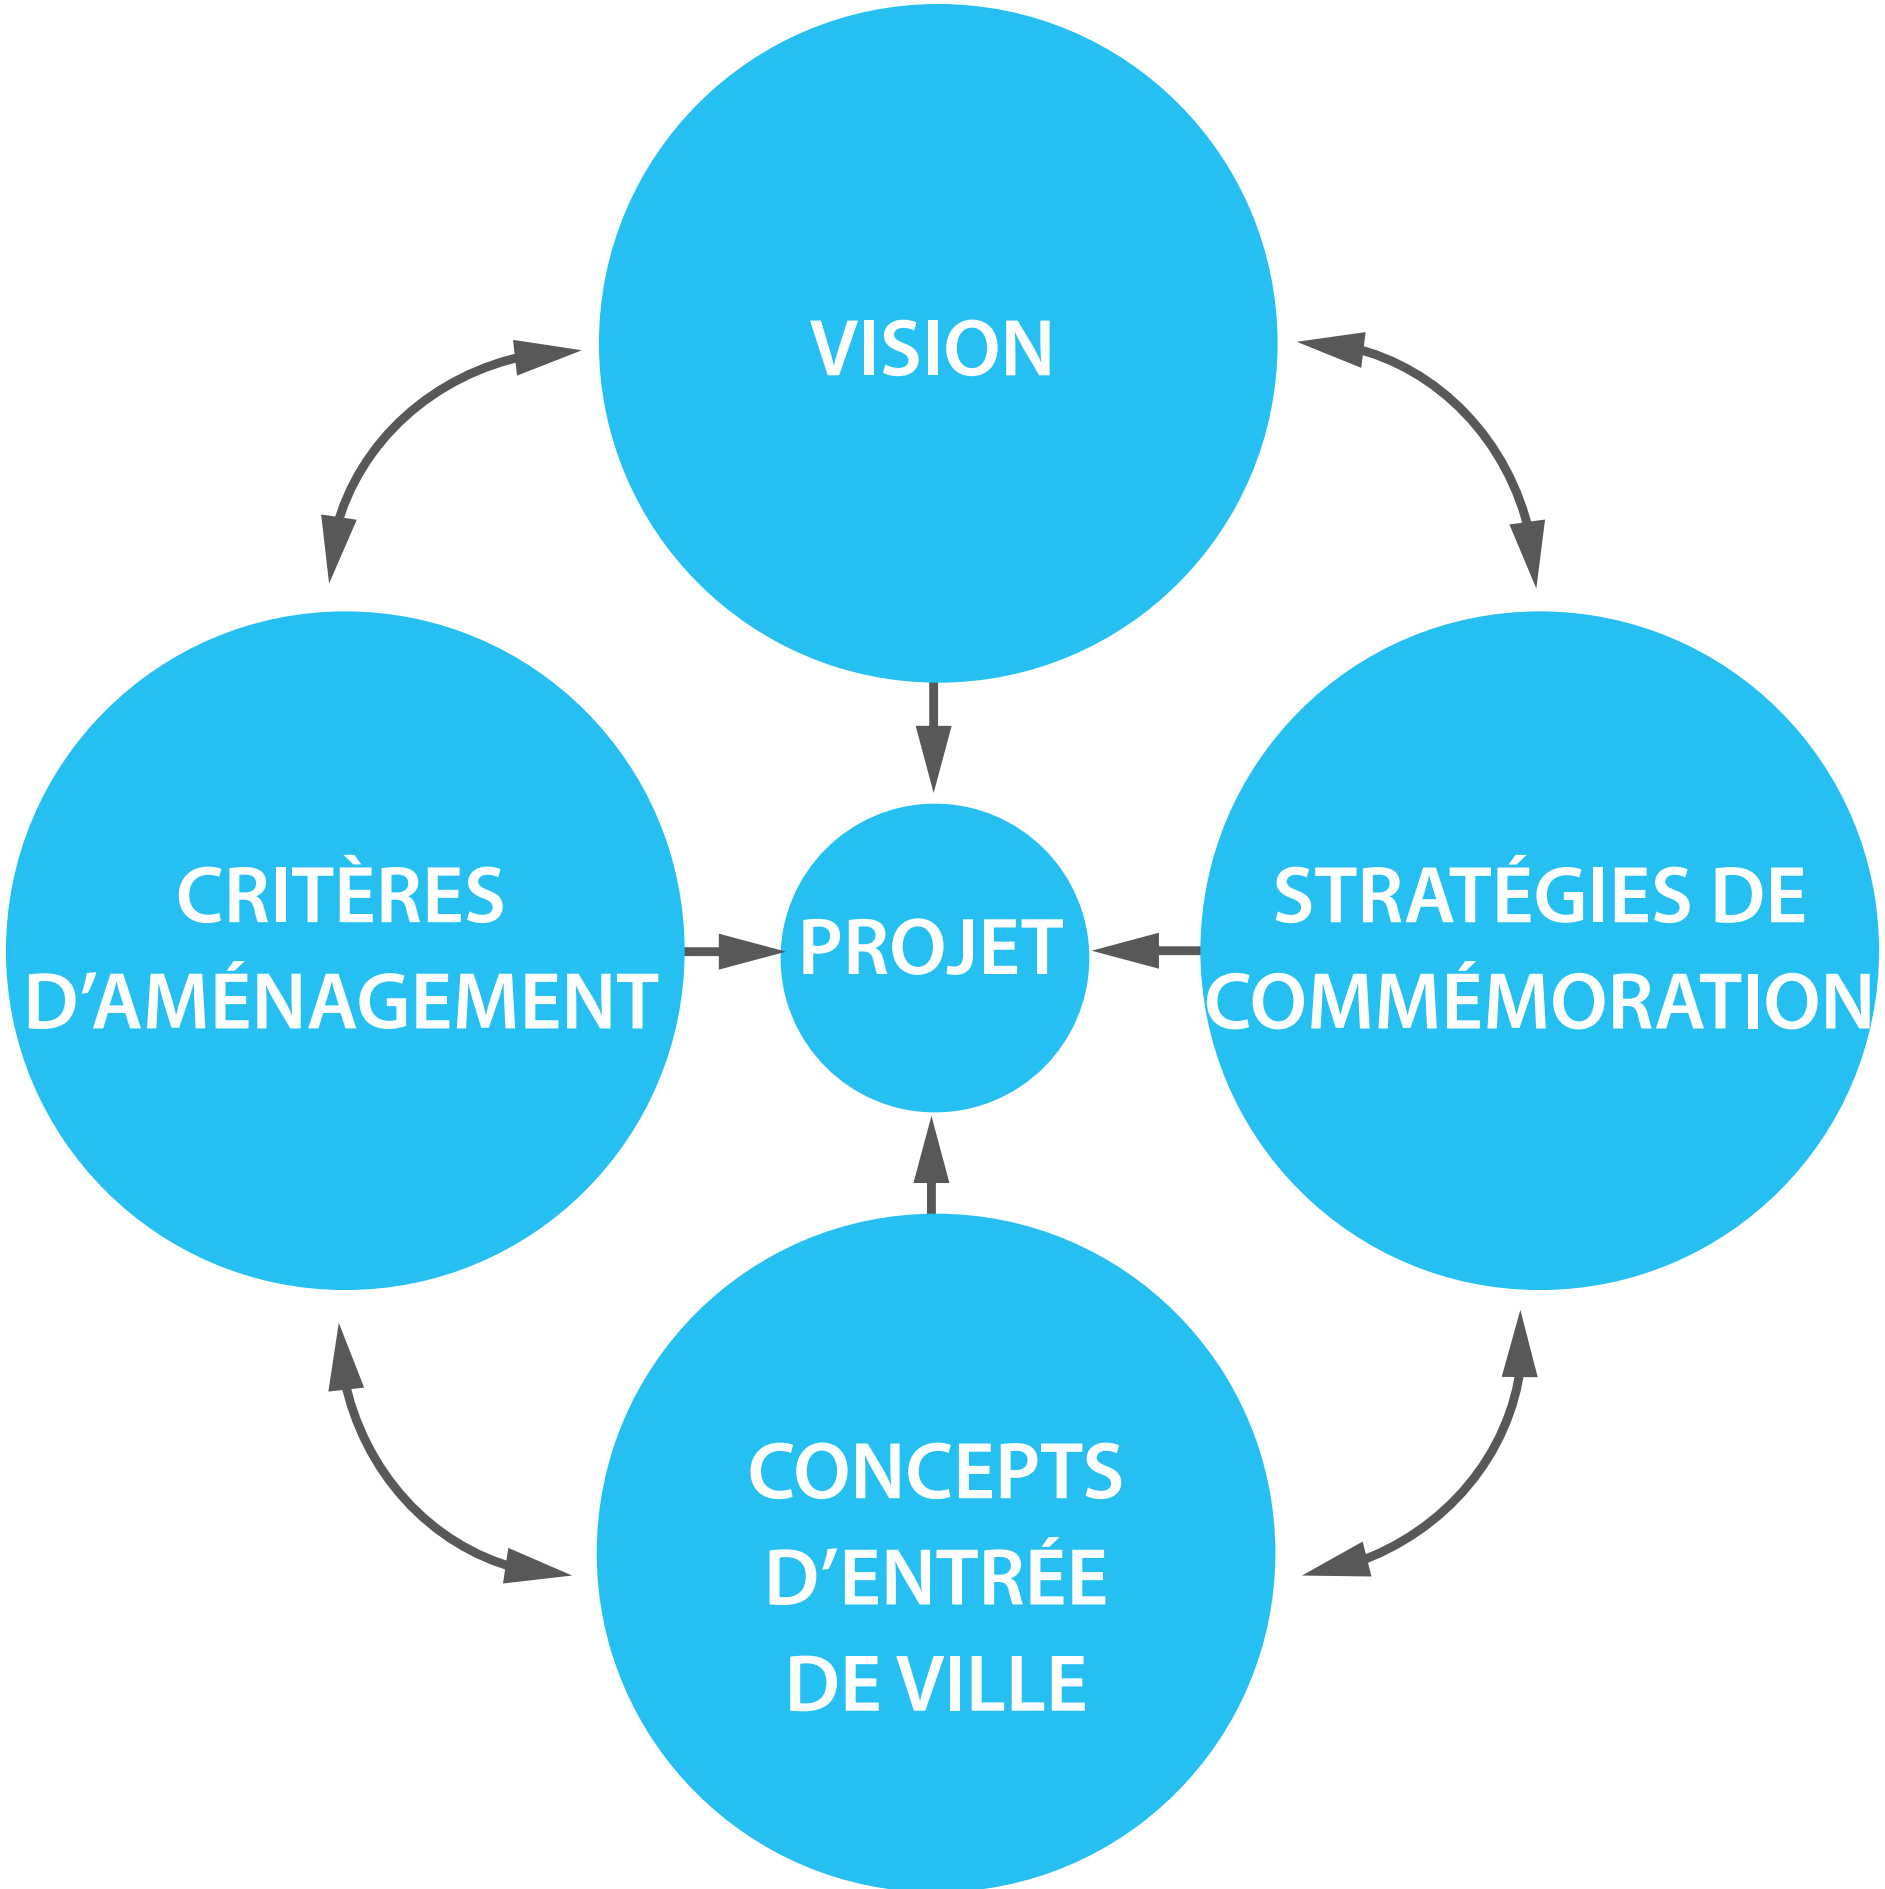 VISION
CRITÈRES
D’AMÉNAGEMENT
PROJET
STRATÉGIES DE
COMMÉMORATION
CONCEPTS
D’ENTRÉE
DE VILLE